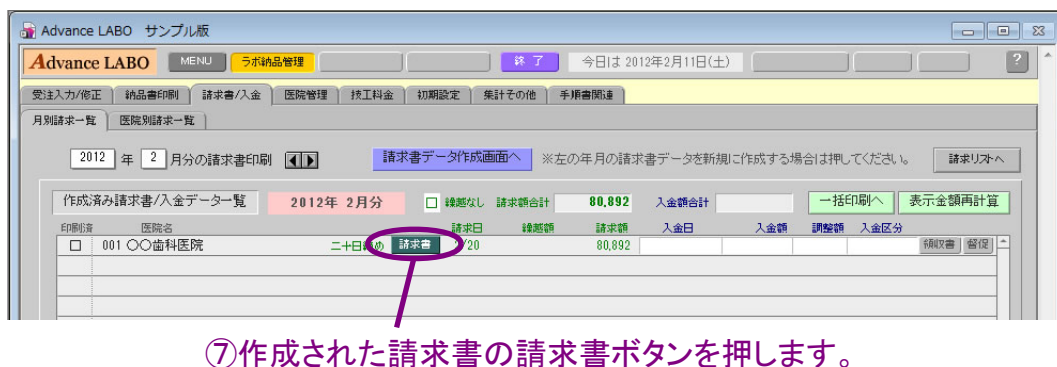 Advance LABO サンプル版
Advance LABO MENU ラボ納品管理 終 了 今日は 2012年2月11日(土) ?
受注入力/修正 納品書印刷 請求書/入金 医院管理 技工料金 初期設定 集計その他 手順書関連
月別請求一覧 医院別請求一覧
2012 年 2 月分の請求書印刷 請求書データ作成画面へ ※左の年月の請求書データを新規に作成する場合は押してください。 請求リストへ
作成済み請求書/入金データ一覧 2012年 2月分 繰越なし 請求額合計 80,892 入金額合計 一括印刷へ 表示金額再計算
印刷済 医院名 請求日 繰越額 請求額 入金日 入金額 調整額 入金区分
001 〇〇歯科医院 二十日締め 請求書 2/20 80,892 領収書 督促
⑦作成された請求書の請求書ボタンを押します。